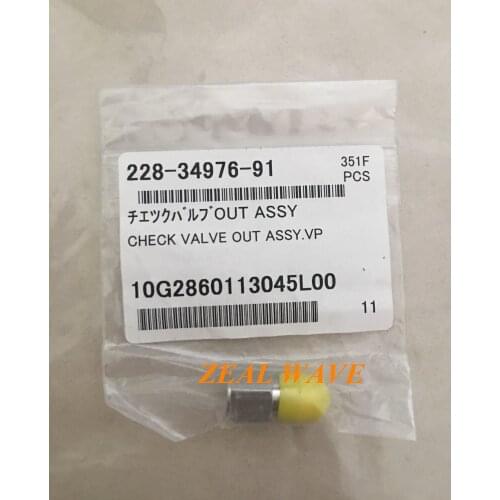 228-34976-91
351F
PCS
ﾁｴﾂｸﾊﾞﾙﾌﾞOUT ASSY
CHECK VALVE OUT ASSY.VP
10G2860113045L00
11
ZEAL WAVE